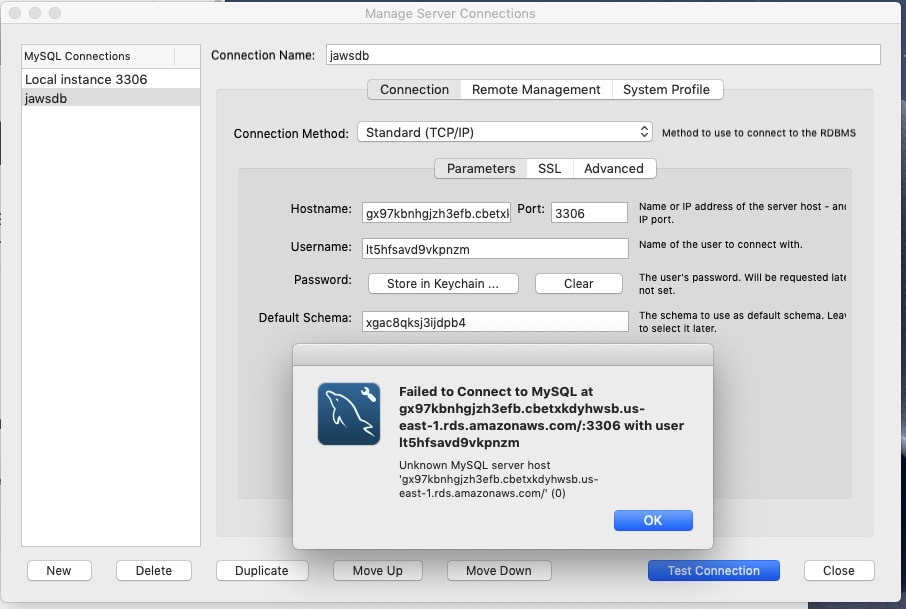 Manage Server Connections
MySQL Connections
Local instance 3306
jawsdb
Connection Name: jawsdb
Connection Remote Management System Profile
Connection Method: Standard (TCP/IP) Method to use to connect to the RDBMS
Parameters SSL Advanced
Hostname: gx97kbnhgjzh3efb.cbetxk Port: 3306 Name or IP address of the server host - and
IP port.
Username: lt5hfsavd9vkpnzm Name of the user to connect with.
Password: Store in Keychain ... Clear The user's password. Will be requested late
not set.
Default Schema: xgac8qksj3ijdpb4 The schema to use as default schema. Lea
to select it later.
Failed to Connect to MySQL at
gx97kbnhgjzh3efb.cbetxkdyhwsb.us-
east-1.rds.amazonaws.com/:3306 with user
lt5hfsavd9vkpnzm
Unknown MySQL server host
'gx97kbnhgjzh3efb.cbetxkdyhwsb.us-
east-1.rds.amazonaws.com/' (0)
OK
New Delete Duplicate Move Up Move Down Test Connection Close